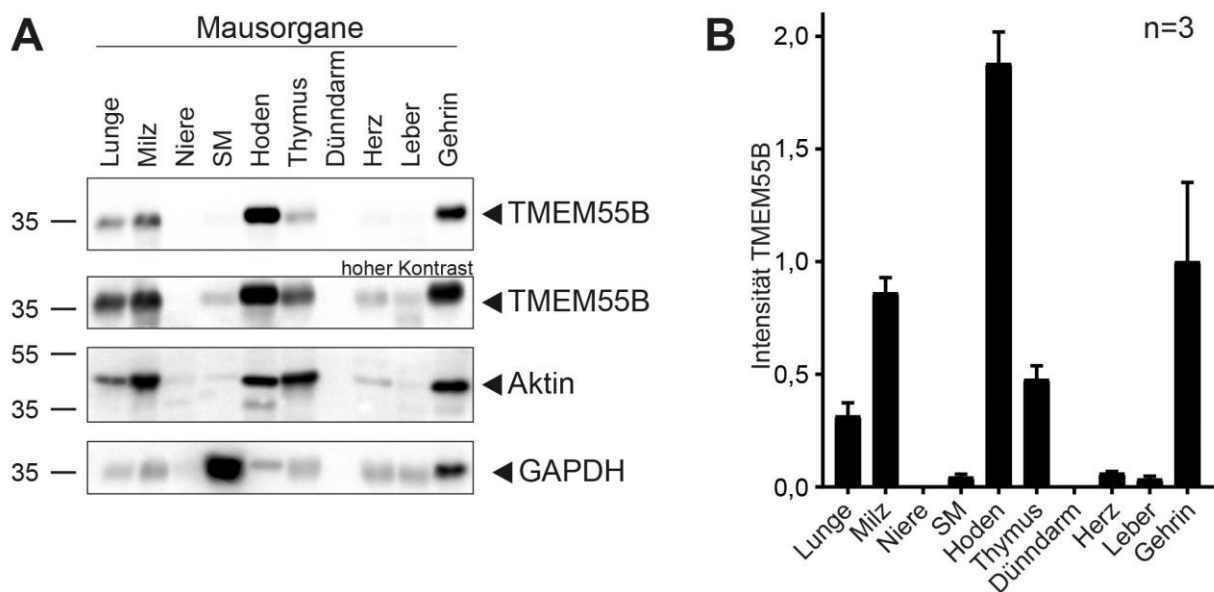 A
Mausorgane
Lunge
Milz
Niere
SM
Hoden
Thymus
Dünndarm
Herz
Leber
Gehrin
35
TMEM55B
hoher Kontrast
35
TMEM55B
55
35
Aktin
35
GAPDH
B
n=3
Intensität TMEM55B
2,0
1,5
1,0
0,5
0,0
Lunge
Milz
Niere
SM
Hoden
Thymus
Dünndarm
Herz
Leber
Gehrin